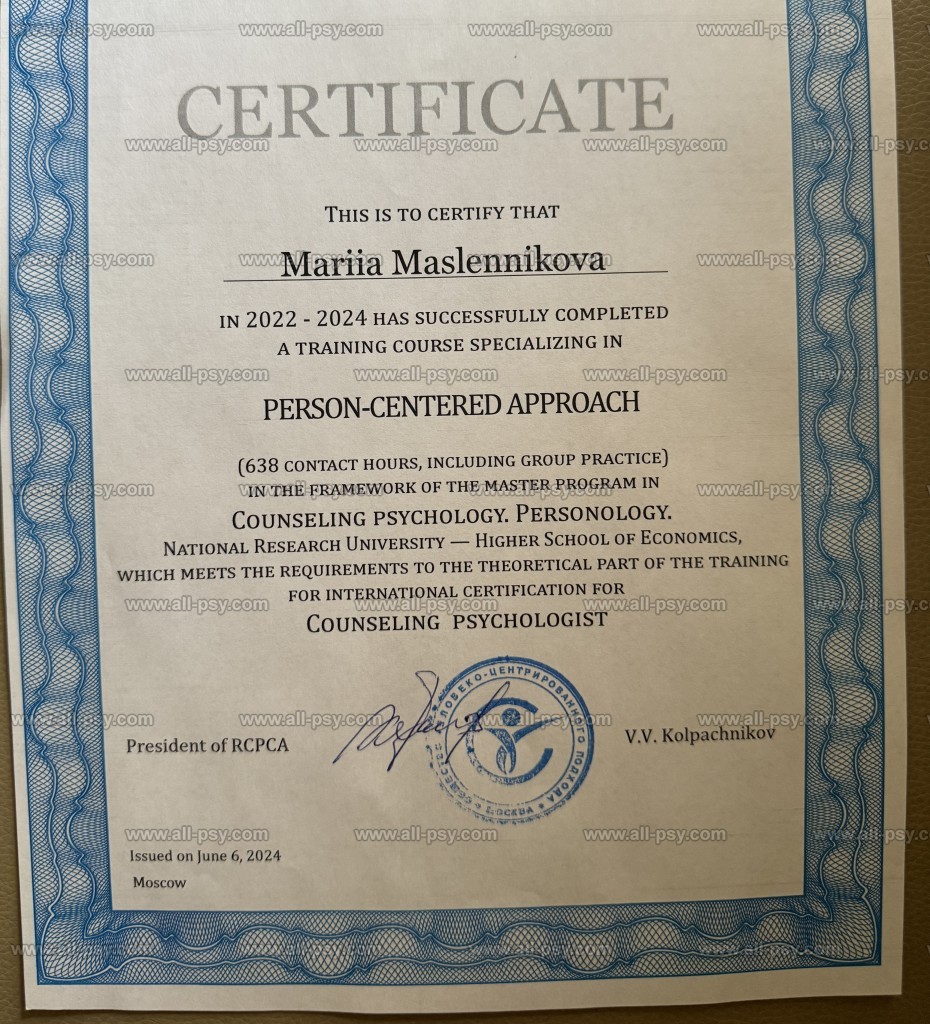 CERTIFICATE
THIS IS TO CERTIFY THAT
Mariia Maslennikova
IN 2022 - 2024 HAS SUCCESSFULLY COMPLETED
A TRAINING COURSE SPECIALIZING IN
PERSON-CENTERED APPROACH
(638 CONTACT HOURS, INCLUDING GROUP PRACTICE)
IN THE FRAMEWORK OF THE MASTER PROGRAM IN
COUNSELING PSYCHOLOGY. PERSONOLOGY.
NATIONAL RESEARCH UNIVERSITY — HIGHER SCHOOL OF ECONOMICS,
WHICH MEETS THE REQUIREMENTS TO THE THEORETICAL PART OF THE TRAINING
FOR INTERNATIONAL CERTIFICATION FOR
COUNSELING PSYCHOLOGIST
ЧЕЛОВЕКО-ЦЕНТРИРОВАННОГО ПОДХОДА
МОСКВА
President of RCPCA
V.V. Kolpachnikov
Issued on June 6, 2024
Moscow
www.all-psy.com